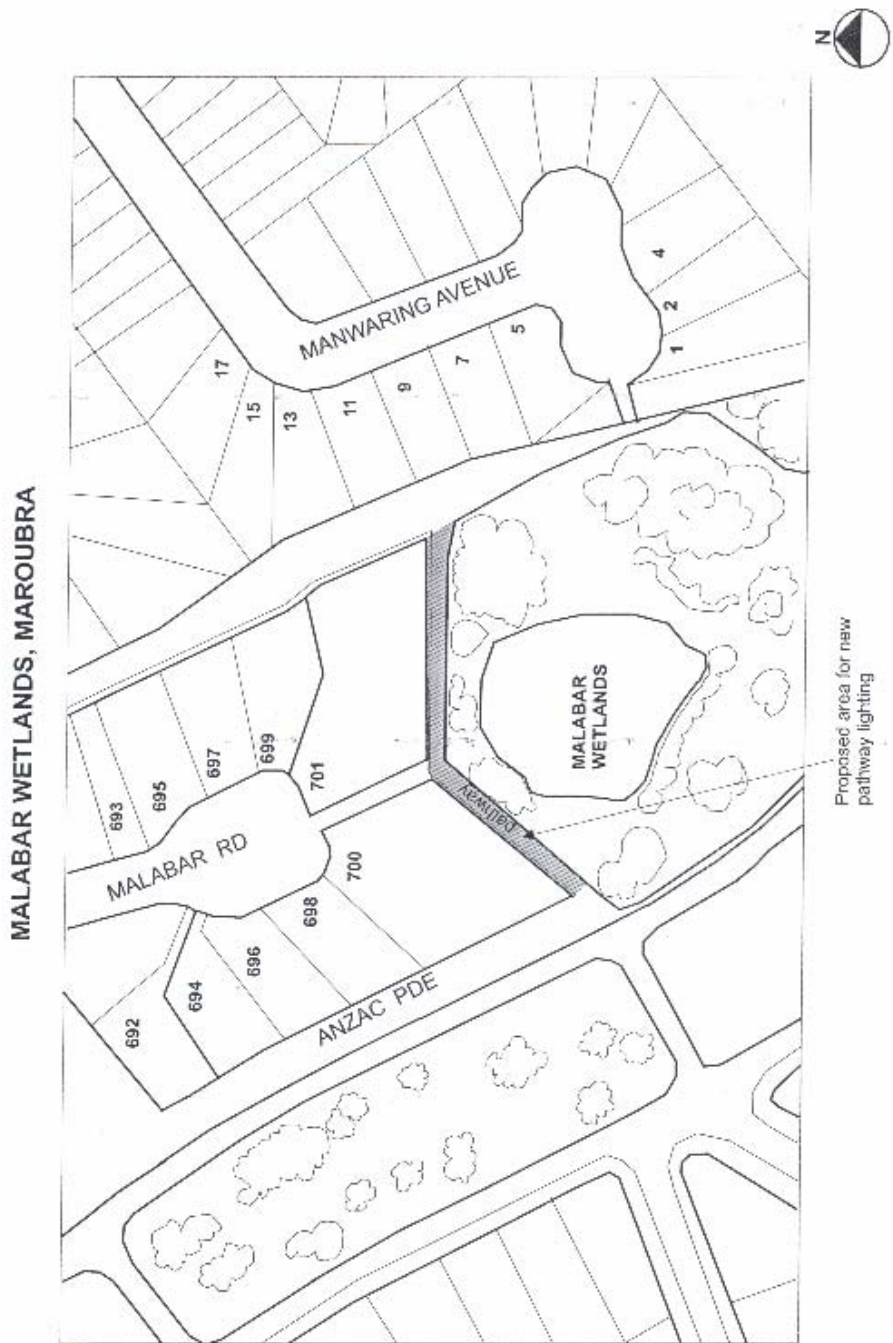 MALABAR WETLANDS, MAROUBRA
N
17
15
13
11
9
7
5
4
2
1
MANWARING AVENUE
693
695
697
699
701
MALABAR RD
700
698
696
694
692
ANZAC PDE
pathway
MALABAR
WETLANDS
Proposed area for new
pathway lighting